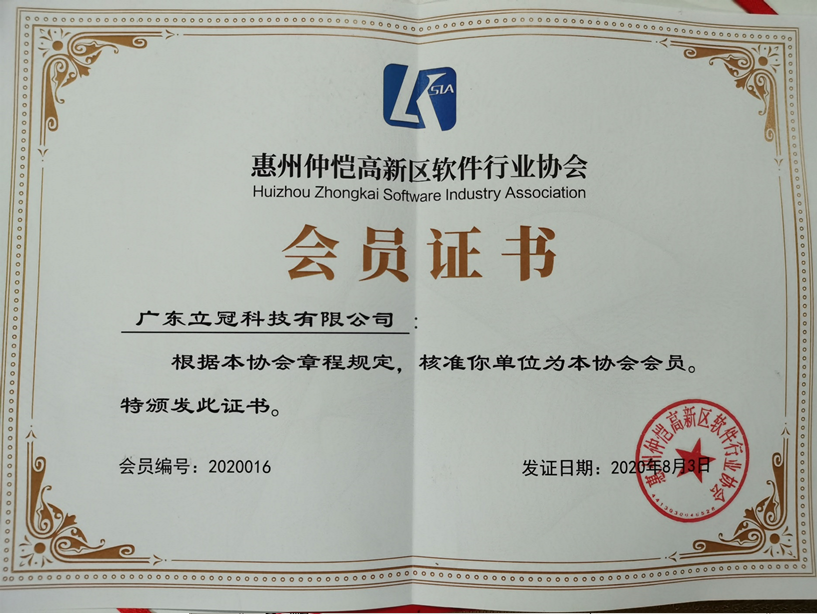 LK SIA
惠州仲恺高新区软件行业协会
Huizhou Zhongkai Software Industry Association
会员证书
广东立冠科技有限公司：
根据本协会章程规定，核准你单位为本协会会员。
特颁发此证书。
会员编号：2020016
发证日期：2020年8月3日
惠州仲恺高新区软件行业协会